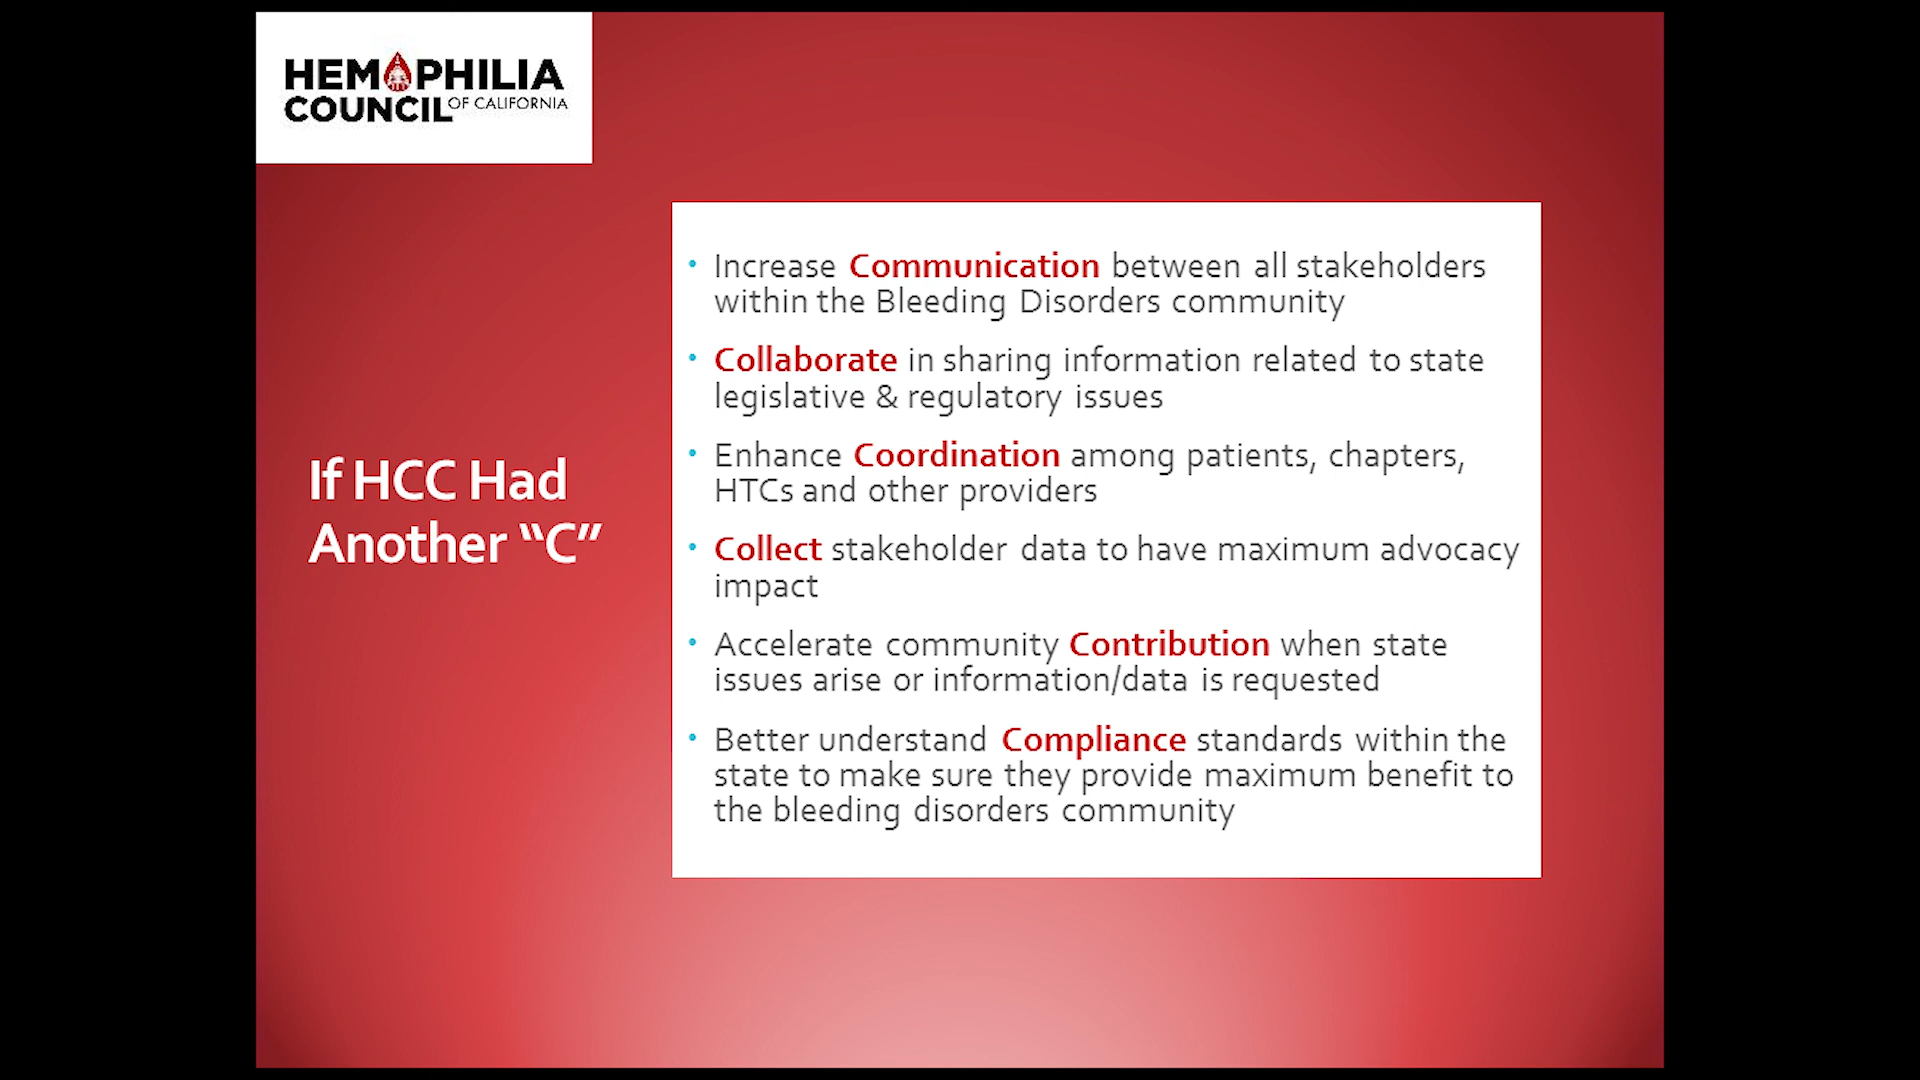 HEMOPHILIA
COUNCIL OF CALIFORNIA
If HCC Had
Another “C”
• Increase Communication between all stakeholders
within the Bleeding Disorders community
• Collaborate in sharing information related to state
legislative & regulatory issues
• Enhance Coordination among patients, chapters,
HTCs and other providers
• Collect stakeholder data to have maximum advocacy
impact
• Accelerate community Contribution when state
issues arise or information/data is requested
• Better understand Compliance standards within the
state to make sure they provide maximum benefit to
the bleeding disorders community